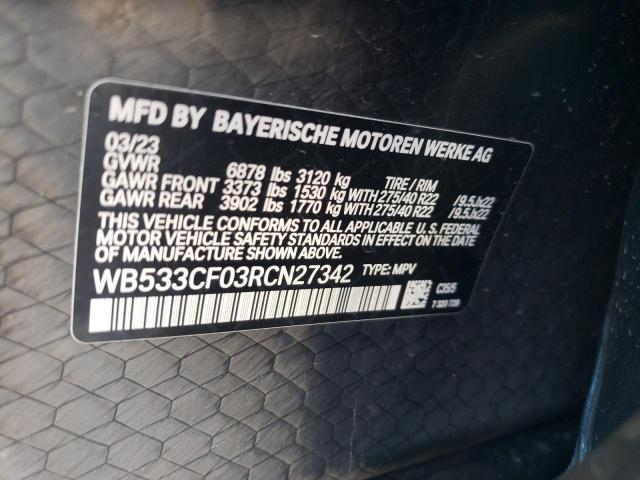 MFD BY BAYERISCHE MOTOREN WERKE AG
03/23
GVWR 6878 lbs 3120 kg TIRE / RIM
GAWR FRONT 3373 lbs 1530 kg WITH 275/40 R22 /9.5Jx22
GAWR REAR 3902 lbs 1770 kg WITH 275/40 R22 /9.5Jx22
THIS VEHICLE CONFORMS TO ALL APPLICABLE U.S. FEDERAL
MOTOR VEHICLE SAFETY STANDARDS IN EFFECT ON THE DATE
OF MANUFACTURE SHOWN ABOVE.
WB533CF03RCN27342 TYPE: MPV
C35/5